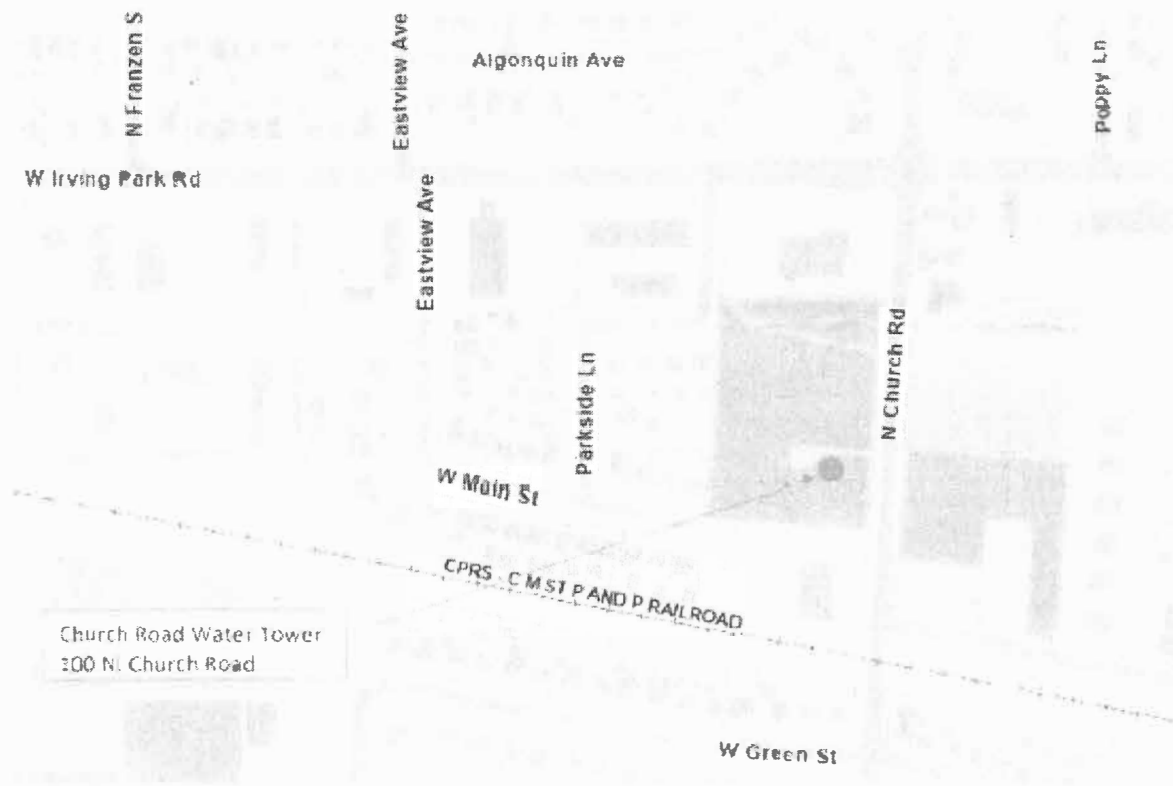 N Franzen S
Eastview Ave
Algonquin Ave
Poppy Ln
W Irving Park Rd
Eastview Ave
N Church Rd
Parkside Ln
W Main St
CPRS - C M ST P AND P RAILROAD
Church Road Water Tower
100 N. Church Road
W Green St